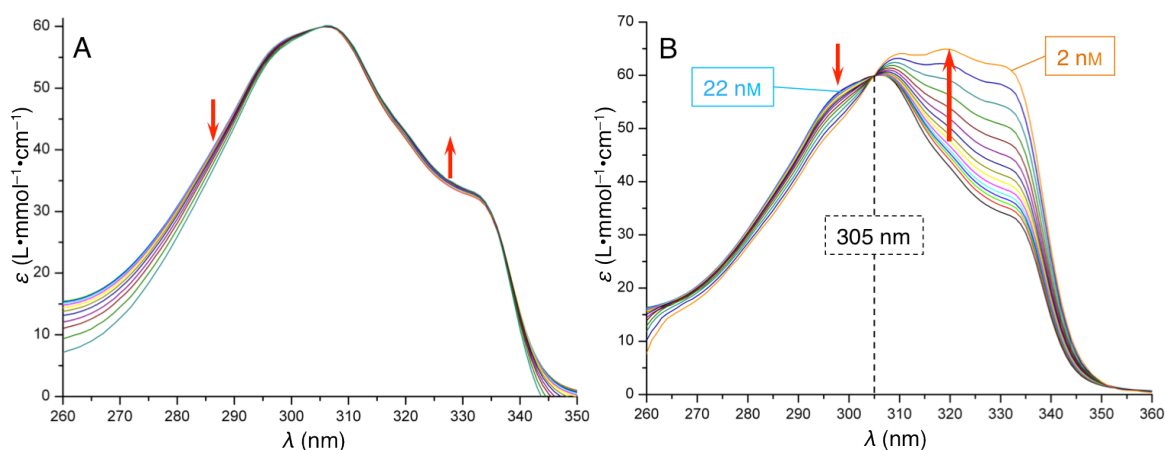 A
ε (L•mmol⁻¹•cm⁻¹)
60
50
40
30
20
10
0
260 270 280 290 300 310 320 330 340 350
λ (nm)
B
ε (L•mmol⁻¹•cm⁻¹)
70
60
50
40
30
20
10
0
22 nM
2 nM
305 nm
260 270 280 290 300 310 320 330 340 350 360
λ (nm)